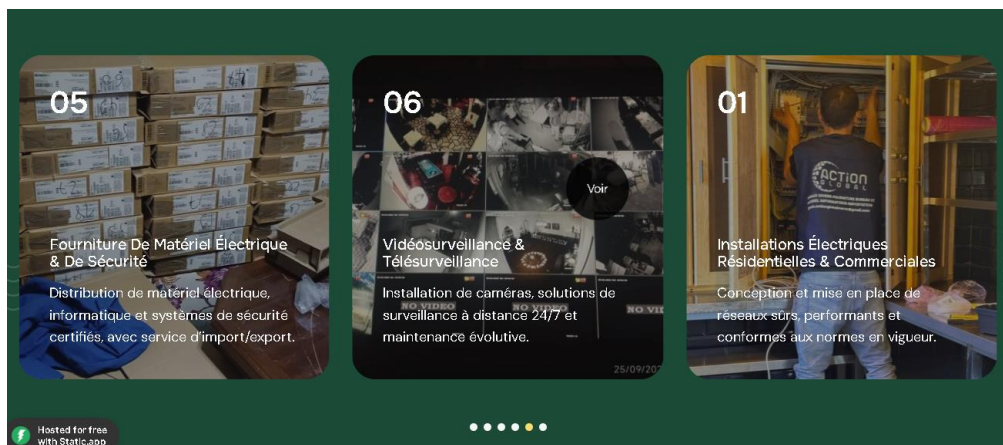 05
Fourniture De Matériel Électrique
& De Sécurité
Distribution de matériel électrique,
informatique et systèmes de sécurité
certifiés, avec service d'import/export.
06
Voir
Vidéosurveillance &
Télésurveillance
Installation de caméras, solutions de
NO VIDEO
surveillance à distance 24/7 et
maintenance évolutive.
25/09/202
01
ACTION
GLOBAL
Installations Électriques
Résidentielles & Commerciales
Conception et mise en place de
réseaux sûrs, performants et
conformes aux normes en vigueur.
Hosted for free
with Static.app